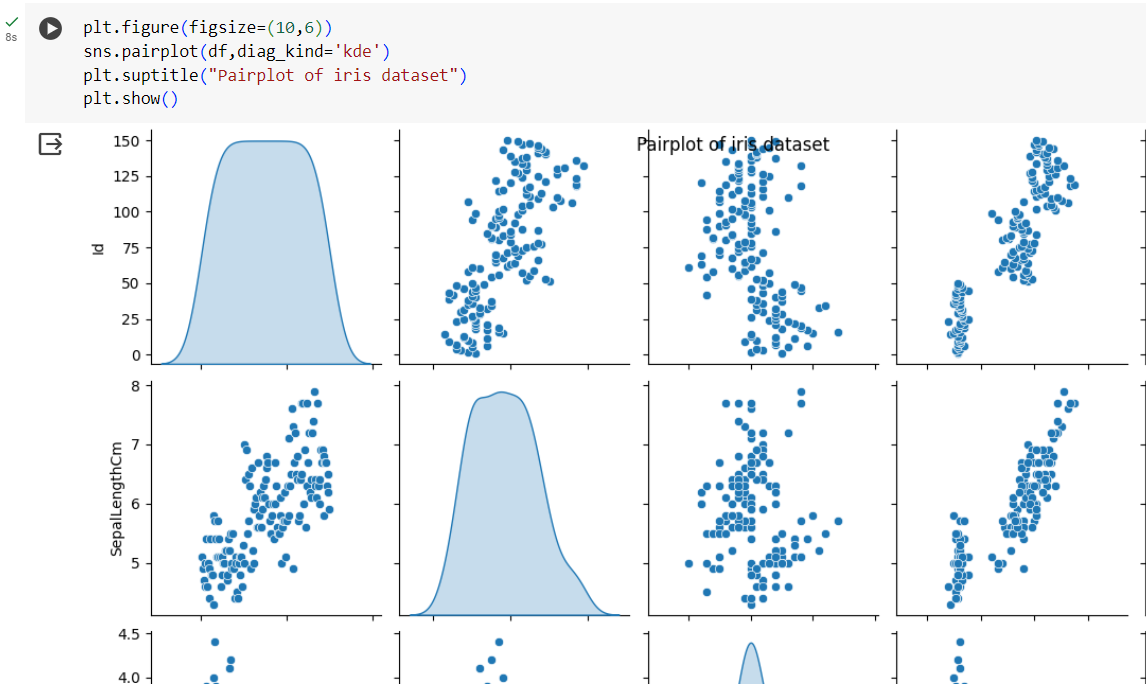 plt.figure(figsize=(10,6))
8s
sns.pairplot(df,diag_kind='kde')
plt.suptitle("Pairplot of iris dataset")
plt.show()
Pairplot of iris dataset
150
125
100
75
50
25
0
Id
8
7
6
5
SepalLengthCm
4.5
4.0